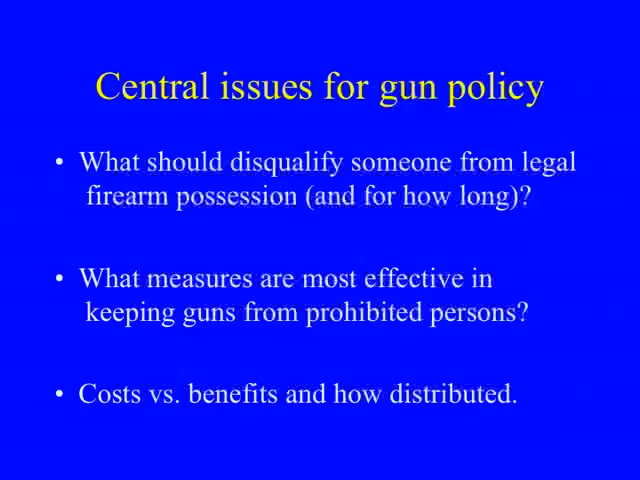 Central issues for gun policy
• What should disqualify someone from legal
firearm possession (and for how long)?
• What measures are most effective in
keeping guns from prohibited persons?
• Costs vs. benefits and how distributed.